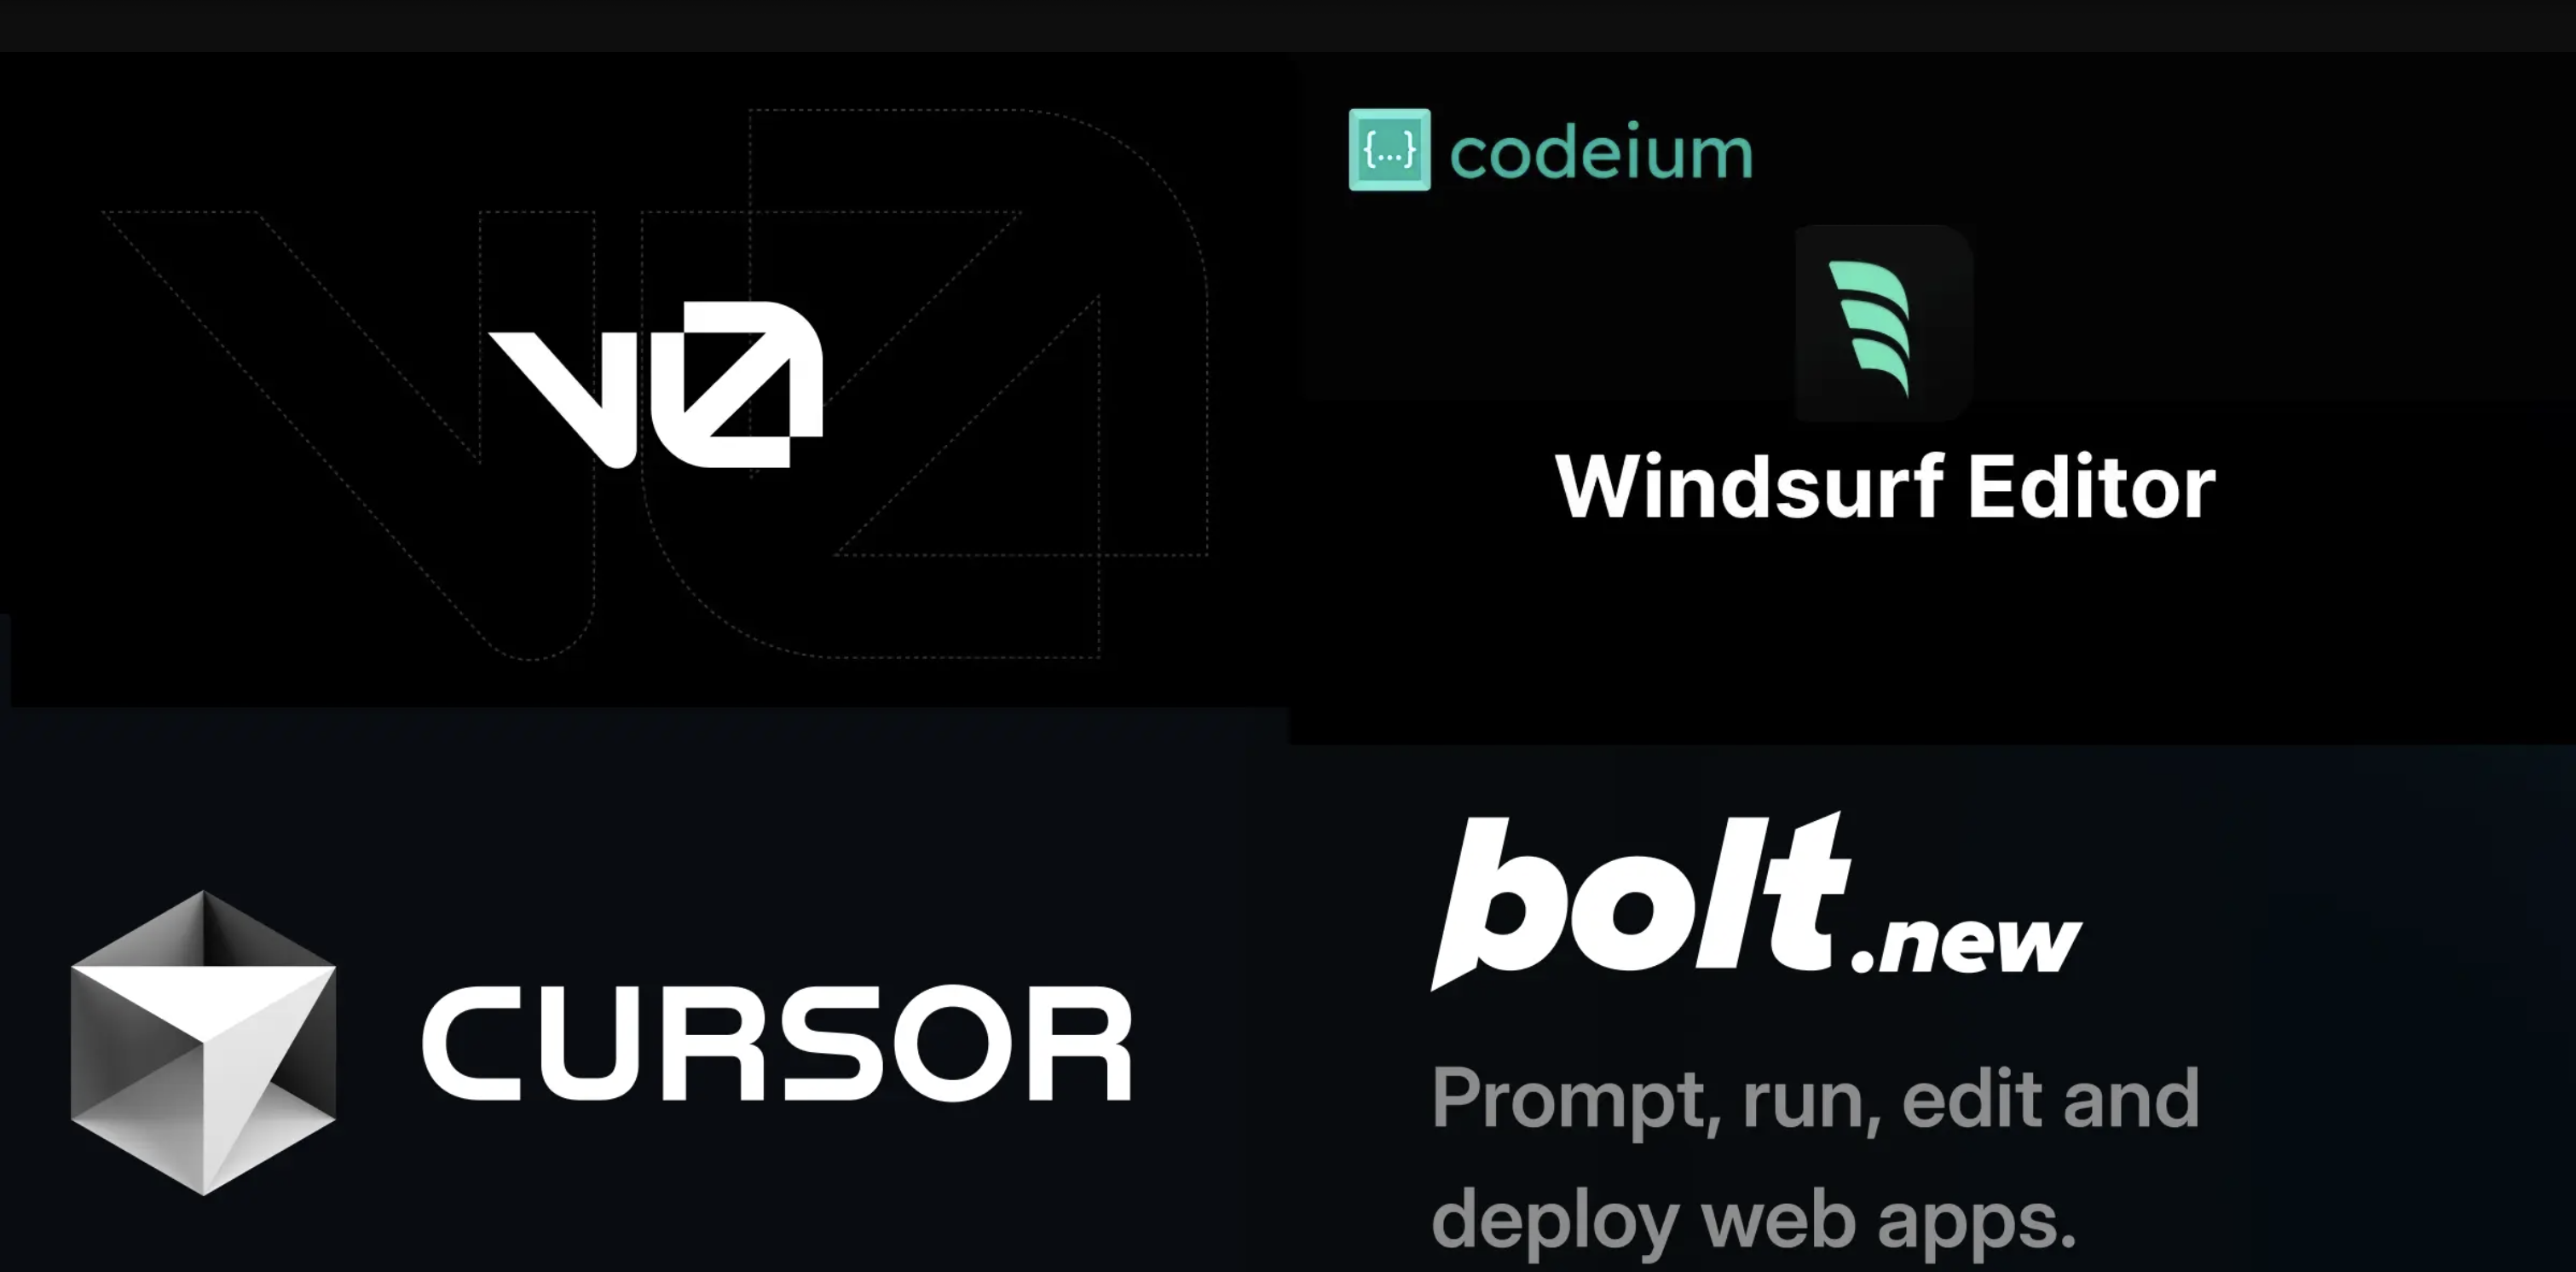 v0
{...} codeium
Windsurf Editor
CURSOR
bolt.new
Prompt, run, edit and
deploy web apps.